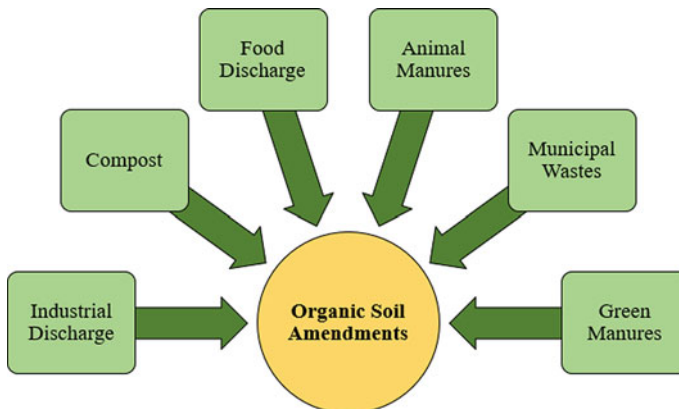 Food
Discharge
Animal
Manures
Compost
Municipal
Wastes
Industrial
Discharge
Organic Soil
Amendments
Green
Manures